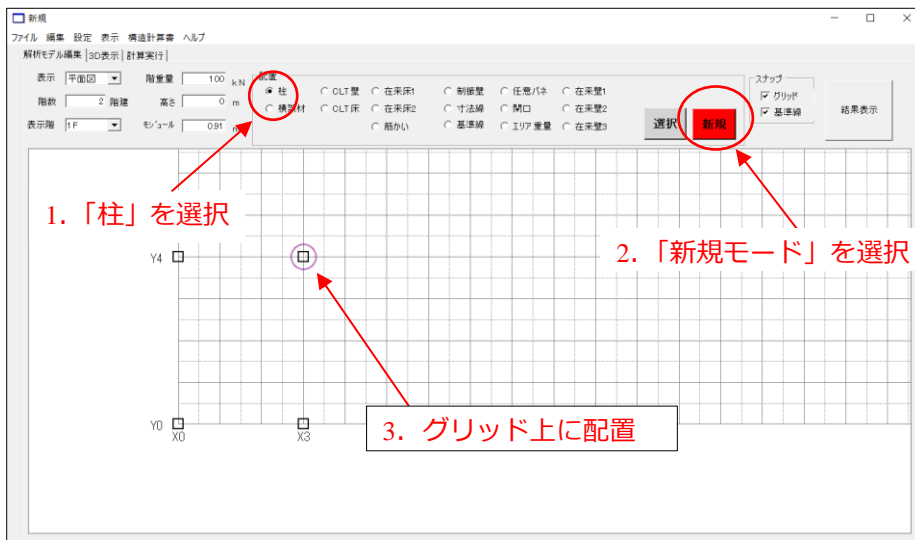 新規
ファイル 編集 設定 表示 構造計算書 ヘルプ
解析モデル編集 3D表示 計算実行
表示 平面図 階重量 100 kN
階数 2 階建 高さ 0 m
表示階 1F モジュール 0.91 m
配置
柱 CLT壁 在来床1 制振壁 任意バネ 在来壁1
横架材 CLT床 在来床2 寸法線 開口 在来壁2
筋かい 基準線 エリア重量 在来壁3
選択 新規
スナップ
グリッド
基準線
結果表示
1.「柱」を選択
2.「新規モード」を選択
Y4
3. グリッド上に配置
Y0
X0 X3